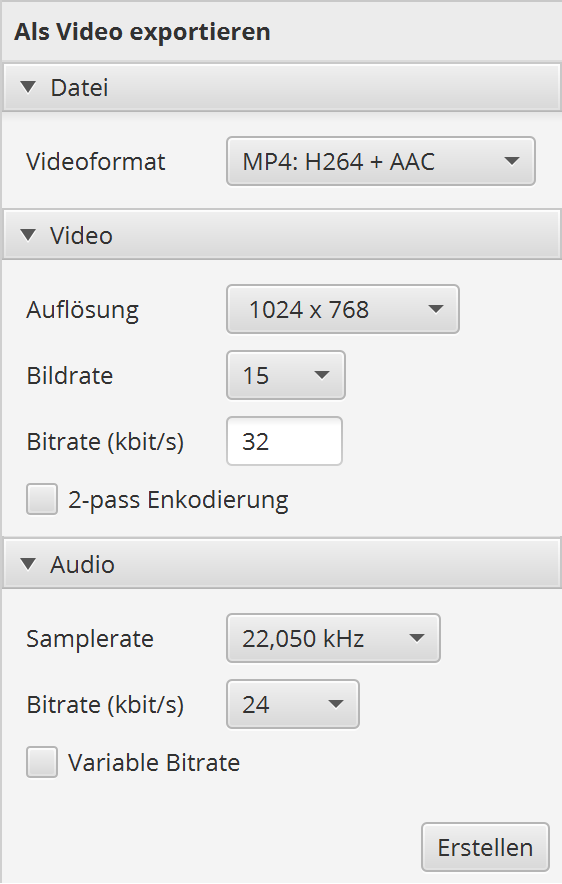 Als Video exportieren
Datei
Videoformat MP4: H264 + AAC
Video
Auflösung 1024 x 768
Bildrate 15
Bitrate (kbit/s) 32
2-pass Enkodierung
Audio
Samplerate 22,050 kHz
Bitrate (kbit/s) 24
Variable Bitrate
Erstellen